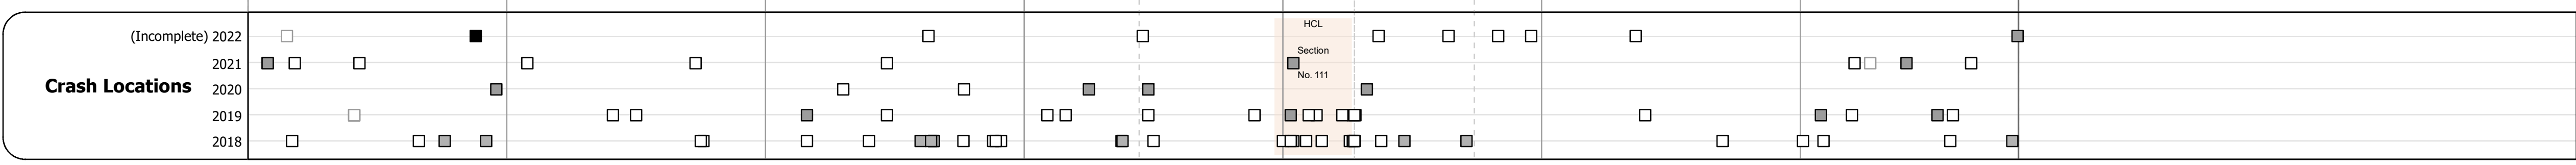 HCL
(Incomplete) 2022
Section
2021
No. 111
Crash Locations
2020
2019
2018